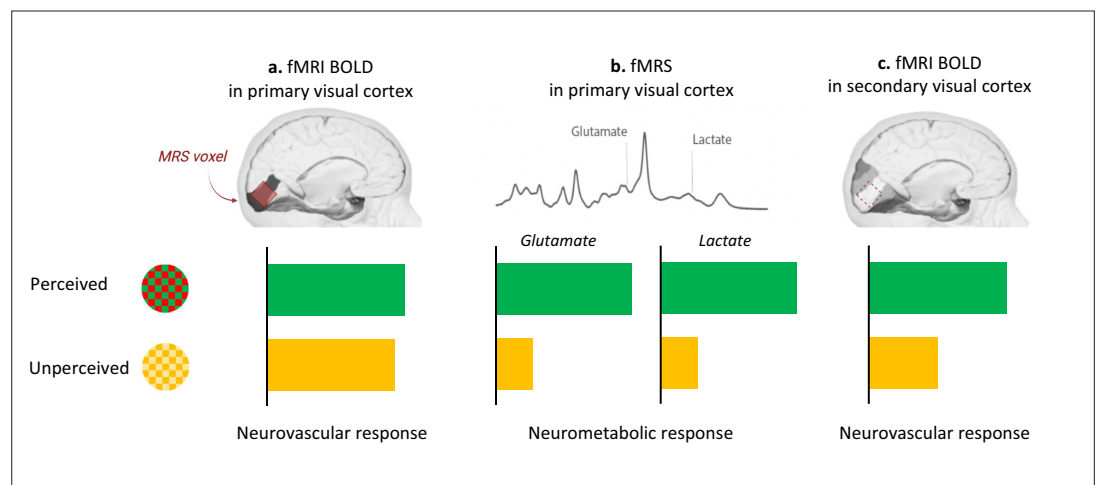 a. fMRI BOLD
in primary visual cortex
b. fMRS
in primary visual cortex
c. fMRI BOLD
in secondary visual cortex
MRS voxel
Glutamate
Lactate
Glutamate
Lactate
Perceived
Unperceived
Neurovascular response
Neurometabolic response
Neurovascular response